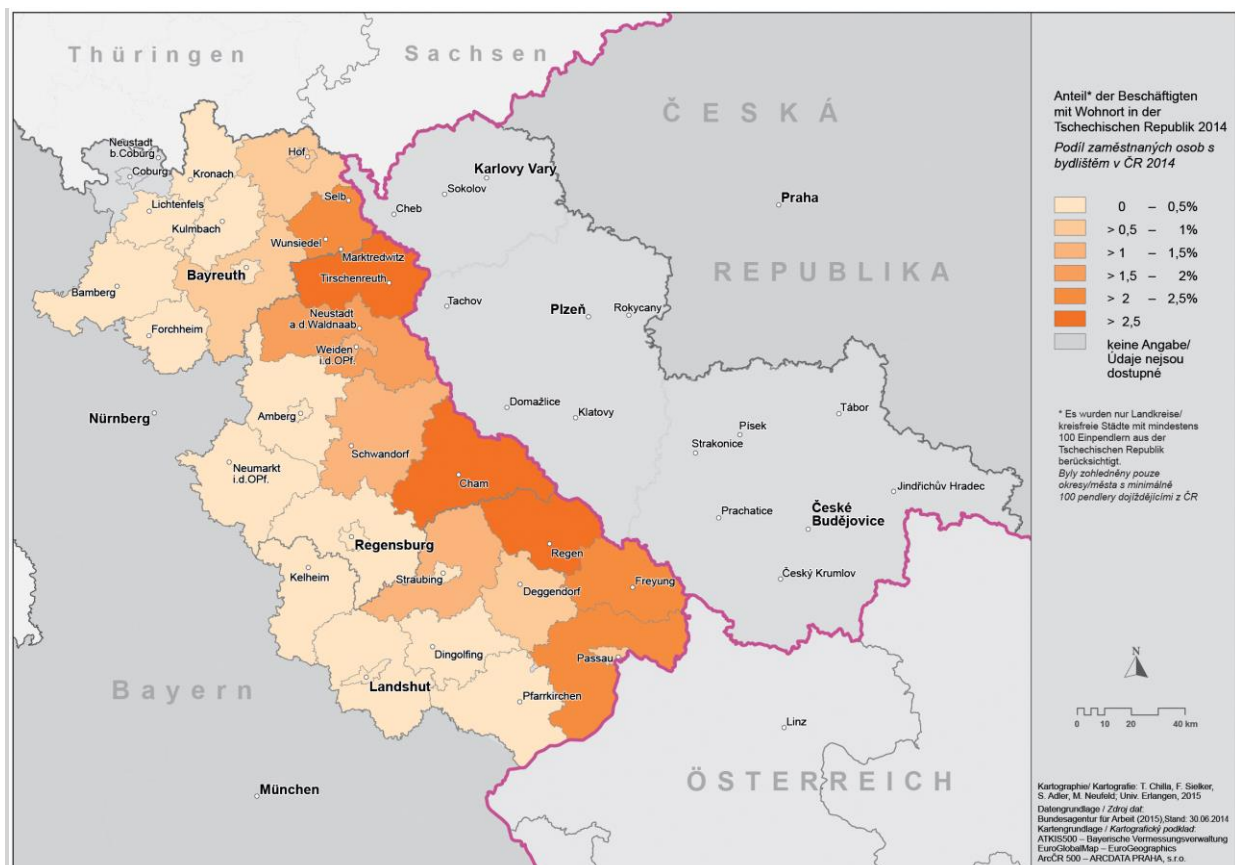 Thüringen
Sachsen
ČESKÁ
REPUBLIKA
Bayern
ÖSTERREICH
Neustadt
b.Coburg
Coburg
Kronach
Hof
Lichtenfels
Kulmbach
Selb
Wunsiedel
Marktredwitz
Bayreuth
Tirschenreuth
Bamberg
Forchheim
Neustadt
a.d.Waldnaab
Weiden
i.d.OPf.
Nürnberg
Amberg
Schwandorf
Neumarkt
i.d.OPf.
Cham
Regensburg
Regen
Kelheim
Straubing
Deggendorf
Freyung
Dingolfing
Passau
Landshut
Pfarrkirchen
München
Karlovy Vary
Sokolov
Cheb
Praha
Tachov
Plzeň
Rokycany
Domažlice
Klatovy
Tábor
Písek
Strakonice
Jindřichův Hradec
Prachatice
České
Budějovice
Český Krumlov
Linz
Anteil* der Beschäftigten
mit Wohnort in der
Tschechischen Republik 2014
Podíl zaměstnaných osob s
bydlištěm v ČR 2014
0 – 0,5%
> 0,5 – 1%
> 1 – 1,5%
> 1,5 – 2%
> 2 – 2,5%
> 2,5
keine Angabe/
Údaje nejsou
dostupné
* Es wurden nur Landkreise/
kreisfreie Städte mit mindestens
100 Einpendlern aus der
Tschechischen Republik
berücksichtigt.
Byly zohledněny pouze
okresy/města s minimálně
100 pendlery dojíždějícími z ČR
N
0 10 20 40 km
Kartographie/ Kartografie: T. Chilla, F. Sielker,
S. Adler, M. Neufeld; Univ. Erlangen, 2015
Datengrundlage / Zdroj dat:
Bundesagentur für Arbeit (2015),Stand: 30.06.2014
Kartengrundlage / Kartografický podklad:
ATKIS500 – Bayerische Vermessungsverwaltung
EuroGlobalMap – EuroGeographics
ArcČR 500 – ARCDATA PRAHA, s.r.o.